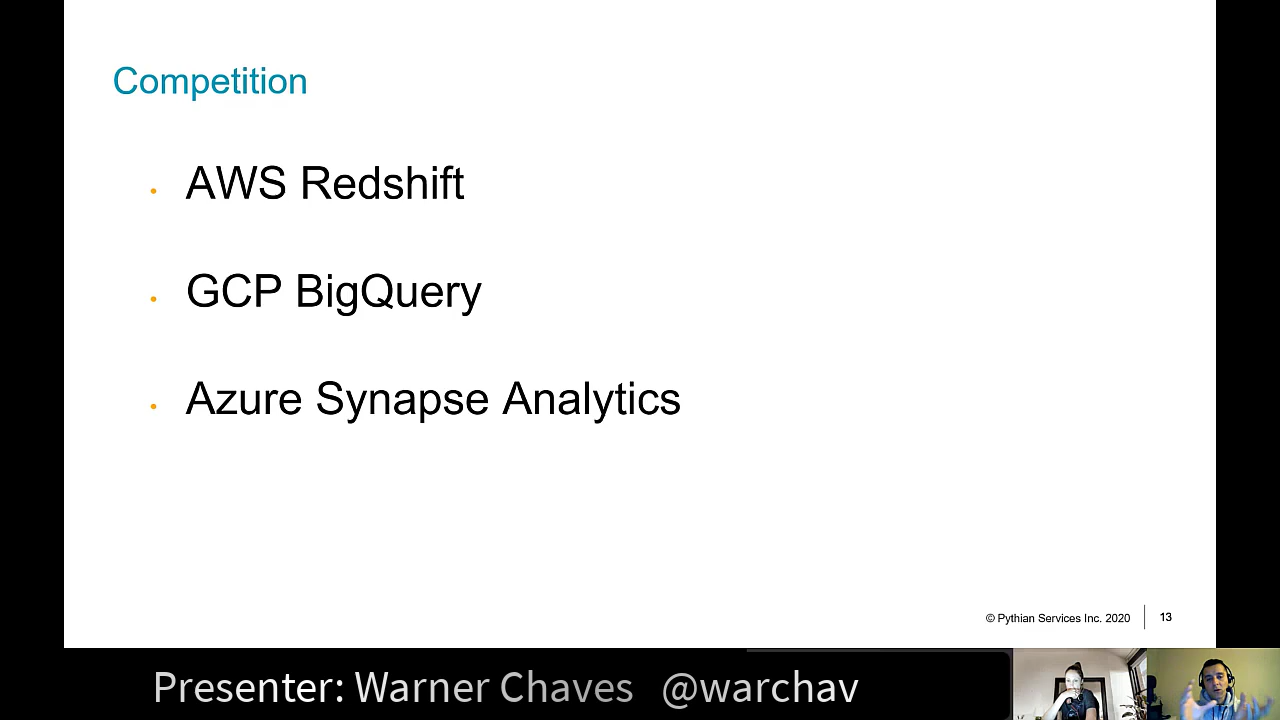 Competition
• AWS Redshift
• GCP BigQuery
• Azure Synapse Analytics
© Pythian Services Inc. 2020 13
Presenter: Warner Chaves @warchav